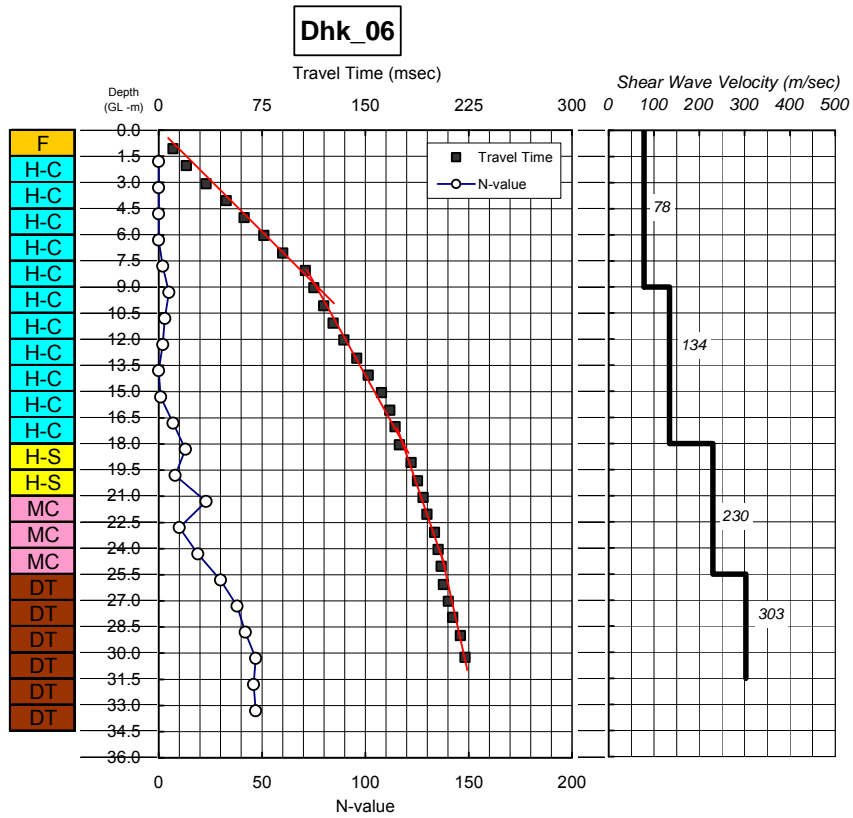 Dhk_06
Travel Time (msec)
Depth
(GL -m)
0 75 150 225 300
Shear Wave Velocity (m/sec)
0 100 200 300 400 500
0.0
F
1.5
H-C
3.0
H-C
4.5
H-C
6.0
H-C
7.5
H-C
9.0
H-C
10.5
H-C
12.0
H-C
13.5
H-C
15.0
H-C
16.5
H-C
18.0
H-S
19.5
H-S
21.0
MC
22.5
MC
24.0
MC
25.5
DT
27.0
DT
28.5
DT
30.0
DT
31.5
DT
33.0
DT
34.5
36.0
Travel Time
N-value
78
134
230
303
0 50 100 150 200
N-value